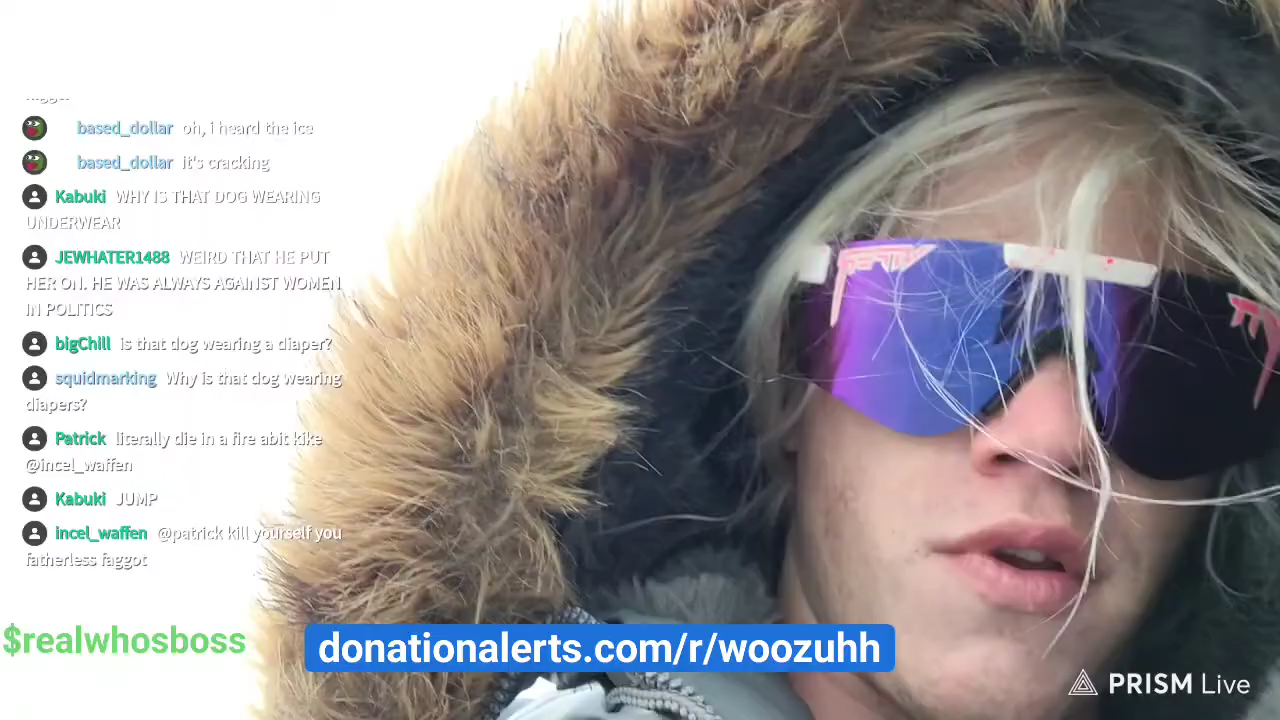 based_dollar oh, i heard the ice
based_dollar it's cracking
Kabuki WHY IS THAT DOG WEARING
UNDERWEAR
JEWHATER1488 WEIRD THAT HE PUT
HER ON. HE WAS ALWAYS AGAINST WOMEN
IN POLITICS
bigChill is that dog wearing a diaper?
squidmarking Why is that dog wearing
diapers?
Patrick literally die in a fire abit kike
@incel_waffen
Kabuki JUMP
incel_waffen @patrick kill yourself you
fatherless faggot
$realwhosboss
donationalerts.com/r/woozuhh
PRISM Live